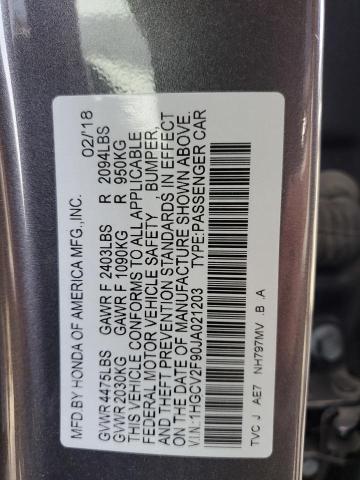 MFD BY HONDA OF AMERICA MFG.,INC. 02/'18
GVWR 4475LBS GAWR F 2403LBS R 2094LBS
GVWR 2030KG GAWR F 1090KG R 950KG
THIS VEHICLE CONFORMS TO ALL APPLICABLE
FEDERAL MOTOR VEHICLE SAFETY , BUMPER,
AND THEFT PREVENTION STANDARDS IN EFFECT
ON THE DATE OF MANUFACTURE SHOWN ABOVE.
V.I.N:1HGCV2F90JA021203 TYPE:PASSENGER CAR
TVC J AE7 NH797MV .B .A